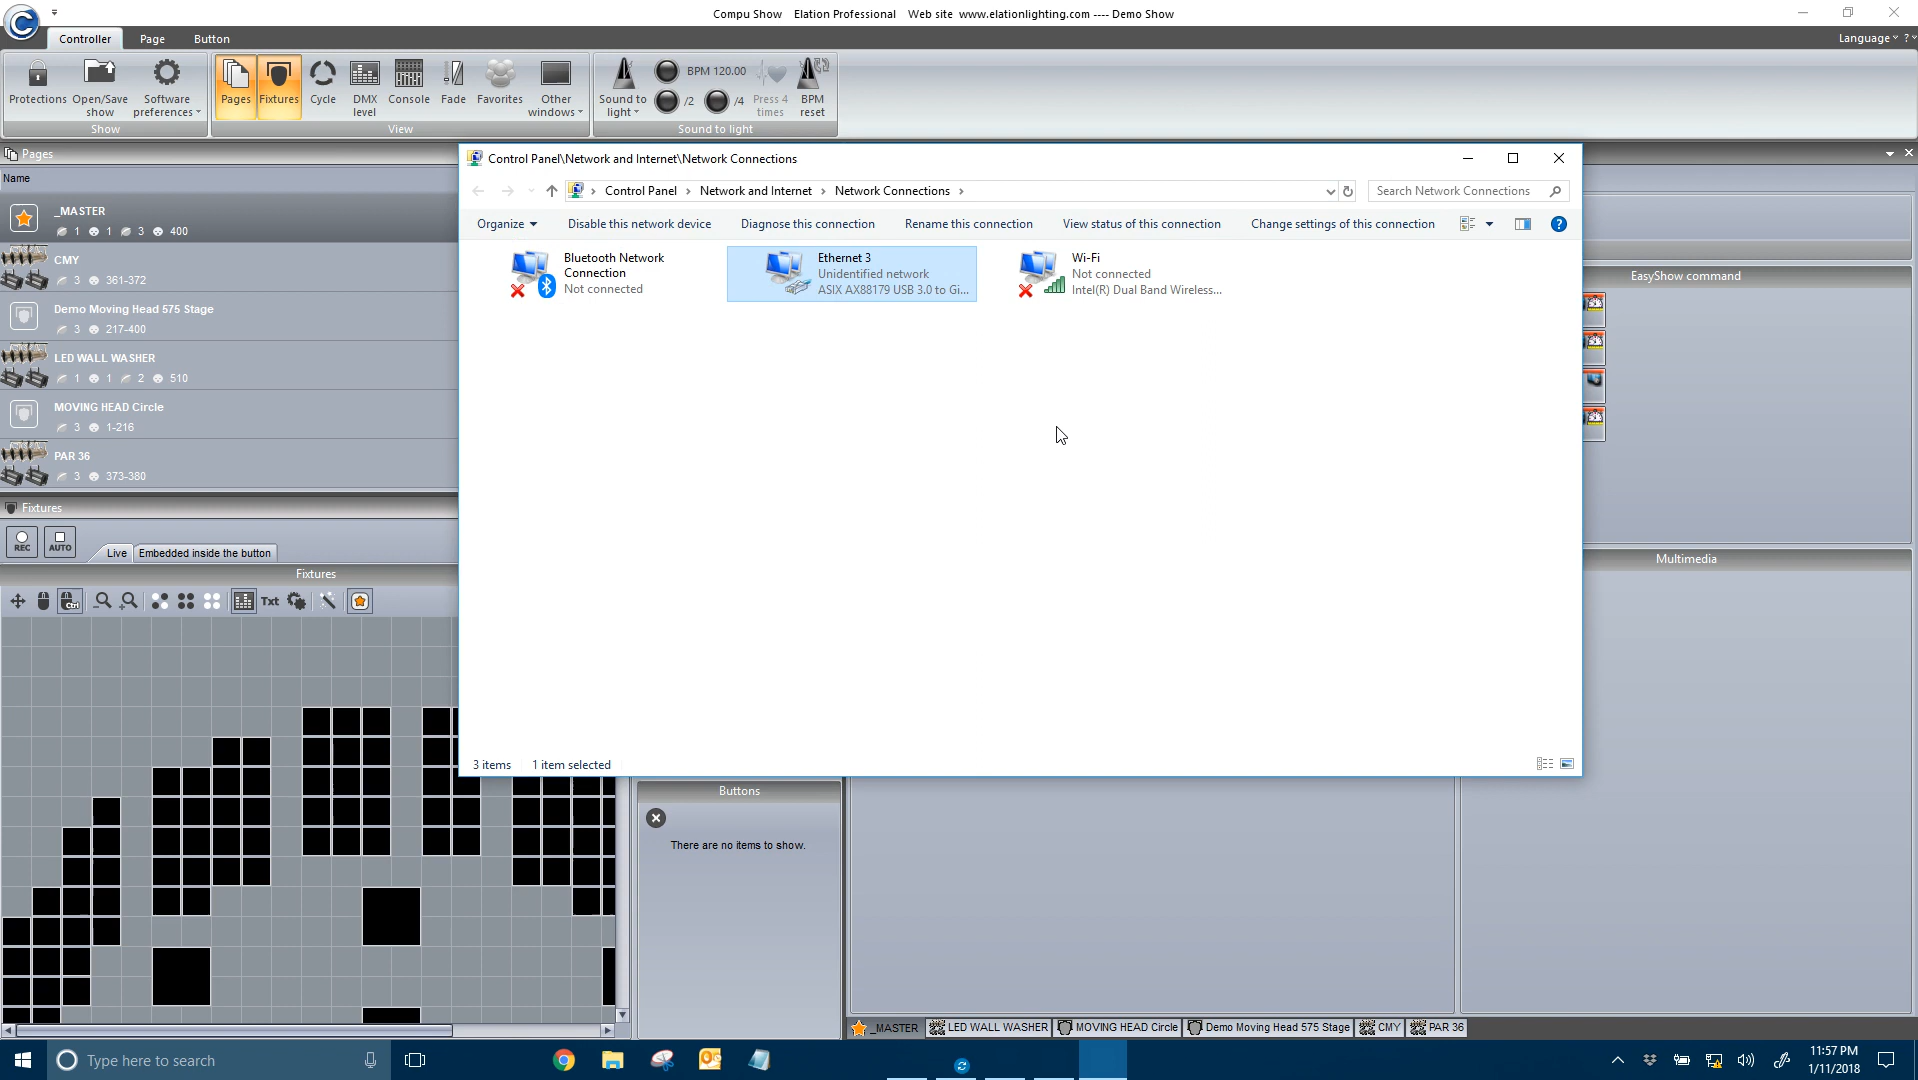 Compu Show    Elation Professional    Web site  www.elationlighting.com ---- Demo Show
Controller
Page
Button
Language
?
Protections
Open/Save
show
Software
preferences
Show
Pages
Fixtures
Cycle
DMX
level
Console
Fade
Favorites
Other
windows
View
Sound to
light
BPM 120.00
/2
/4
Press 4
times
BPM
reset
Sound to light
Pages
Name
_MASTER
1  1  3  400
CMY
3  361-372
Demo Moving Head 575 Stage
3  217-400
LED WALL WASHER
1  1  2  510
MOVING HEAD Circle
3  1-216
PAR 36
3  373-380
Fixtures
REC
AUTO
Live
Embedded inside the button
Fixtures
Ctrl
Txt
Control Panel\Network and Internet\Network Connections
Control Panel > Network and Internet > Network Connections >
Search Network Connections
Organize
Disable this network device
Diagnose this connection
Rename this connection
View status of this connection
Change settings of this connection
?
Bluetooth Network
Connection
Not connected
Ethernet 3
Unidentified network
ASIX AX88179 USB 3.0 to Gi...
Wi-Fi
Not connected
Intel(R) Dual Band Wireless...
3 items
1 item selected
EasyShow command
Multimedia
Buttons
There are no items to show.
_MASTER
LED WALL WASHER
MOVING HEAD Circle
Demo Moving Head 575 Stage
CMY
PAR 36
Type here to search
11:57 PM
1/11/2018